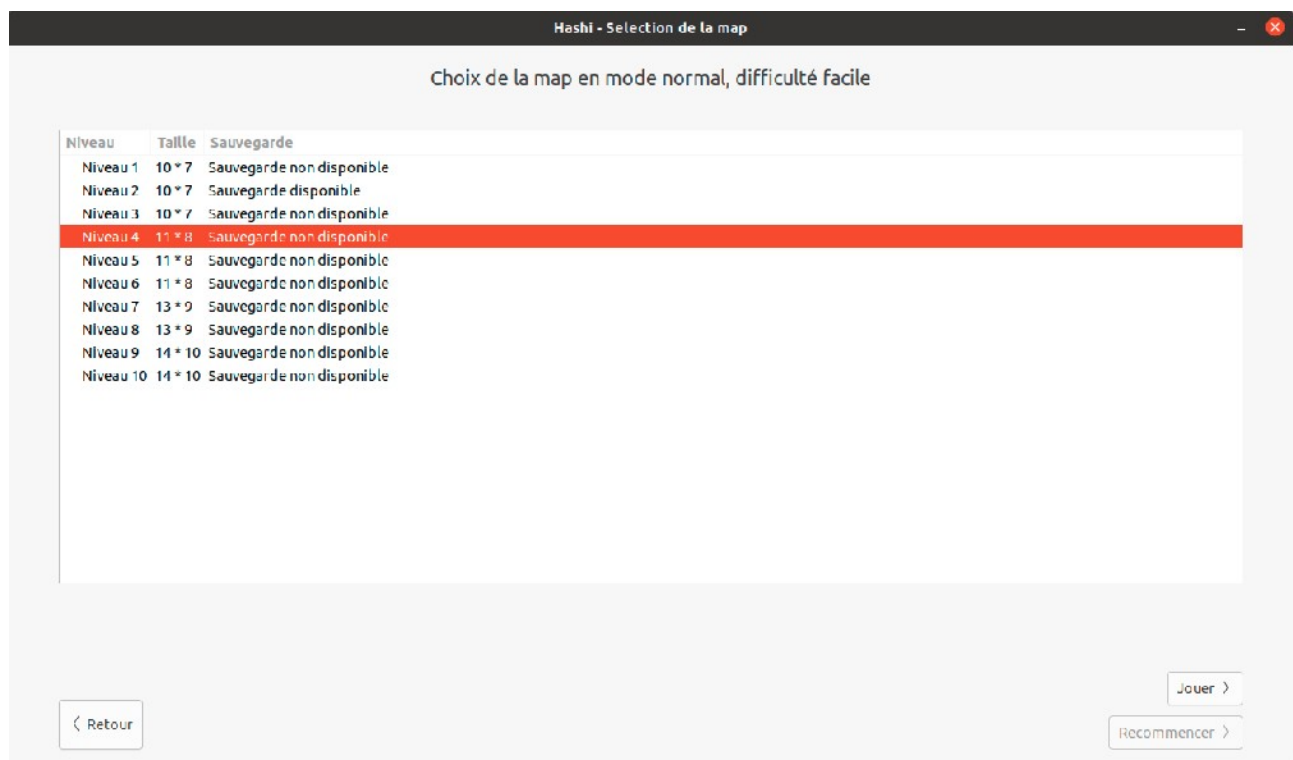 Hashi - Selection de la map
Choix de la map en mode normal, difficulté facile
Niveau Taille Sauvegarde
Niveau 1 10 * 7 Sauvegarde non disponible
Niveau 2 10 * 7 Sauvegarde disponible
Niveau 3 10 * 7 Sauvegarde non disponible
Niveau 4 11 * 8 Sauvegarde non disponible
Niveau 5 11 * 8 Sauvegarde non disponible
Niveau 6 11 * 8 Sauvegarde non disponible
Niveau 7 13 * 9 Sauvegarde non disponible
Niveau 8 13 * 9 Sauvegarde non disponible
Niveau 9 14 * 10 Sauvegarde non disponible
Niveau 10 14 * 10 Sauvegarde non disponible
Jouer >
< Retour
Recommencer >